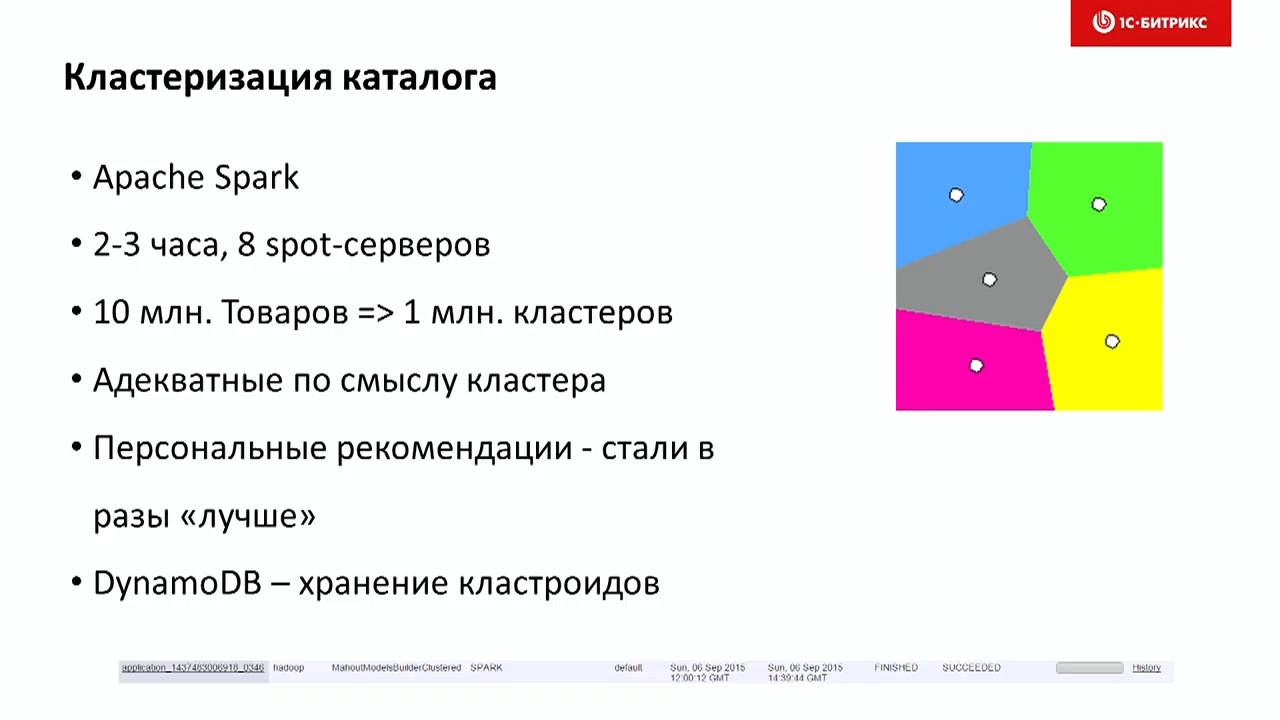 1С·БИТРИКС
Кластеризация каталога
• Apache Spark
• 2-3 часа, 8 spot-серверов
• 10 млн. Товаров => 1 млн. кластеров
• Адекватные по смыслу кластера
• Персональные рекомендации - стали в
разы «лучше»
• DynamoDB – хранение кластроидов
application_1437483006918_0346 hadoop MahoutModelsBuilderClustered SPARK default Sun, 06 Sep 2015 Sun, 06 Sep 2015 FINISHED SUCCEEDED History
12:00:12 GMT 14:39:44 GMT